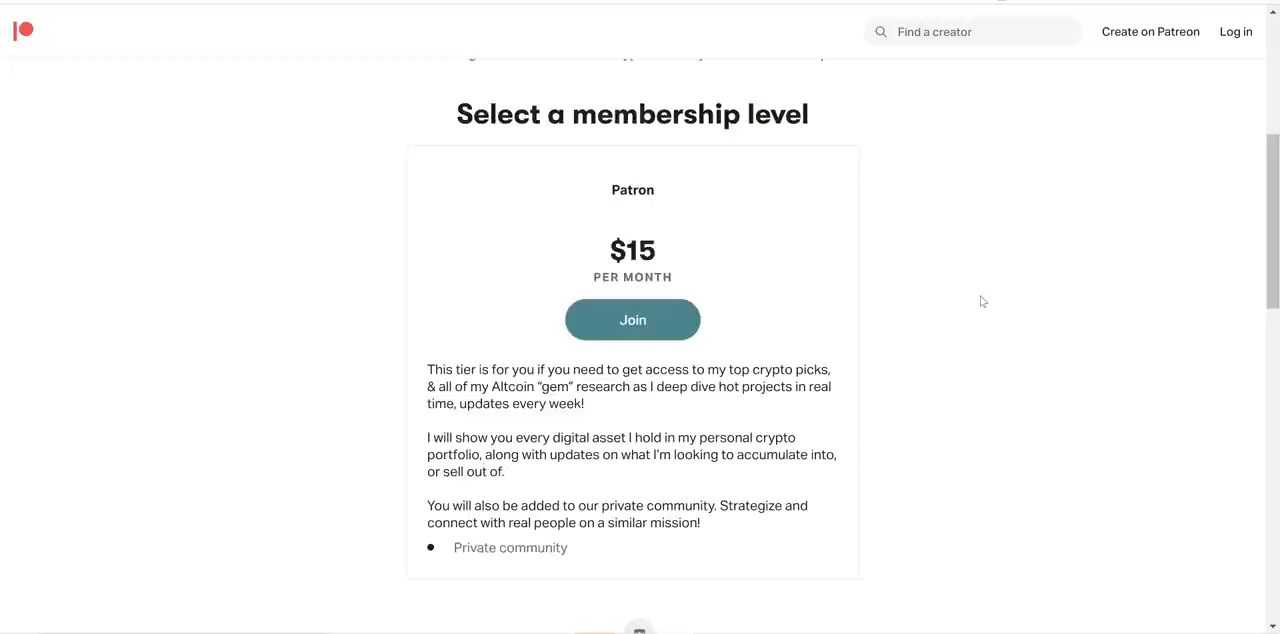 Find a creator
Create on Patreon
Log in
Select a membership level
Patron
$15
PER MONTH
Join
This tier is for you if you need to get access to my top crypto picks,
& all of my Altcoin “gem” research as I deep dive hot projects in real
time, updates every week!
I will show you every digital asset I hold in my personal crypto
portfolio, along with updates on what I’m looking to accumulate into,
or sell out of.
You will also be added to our private community. Strategize and
connect with real people on a similar mission!
Private community